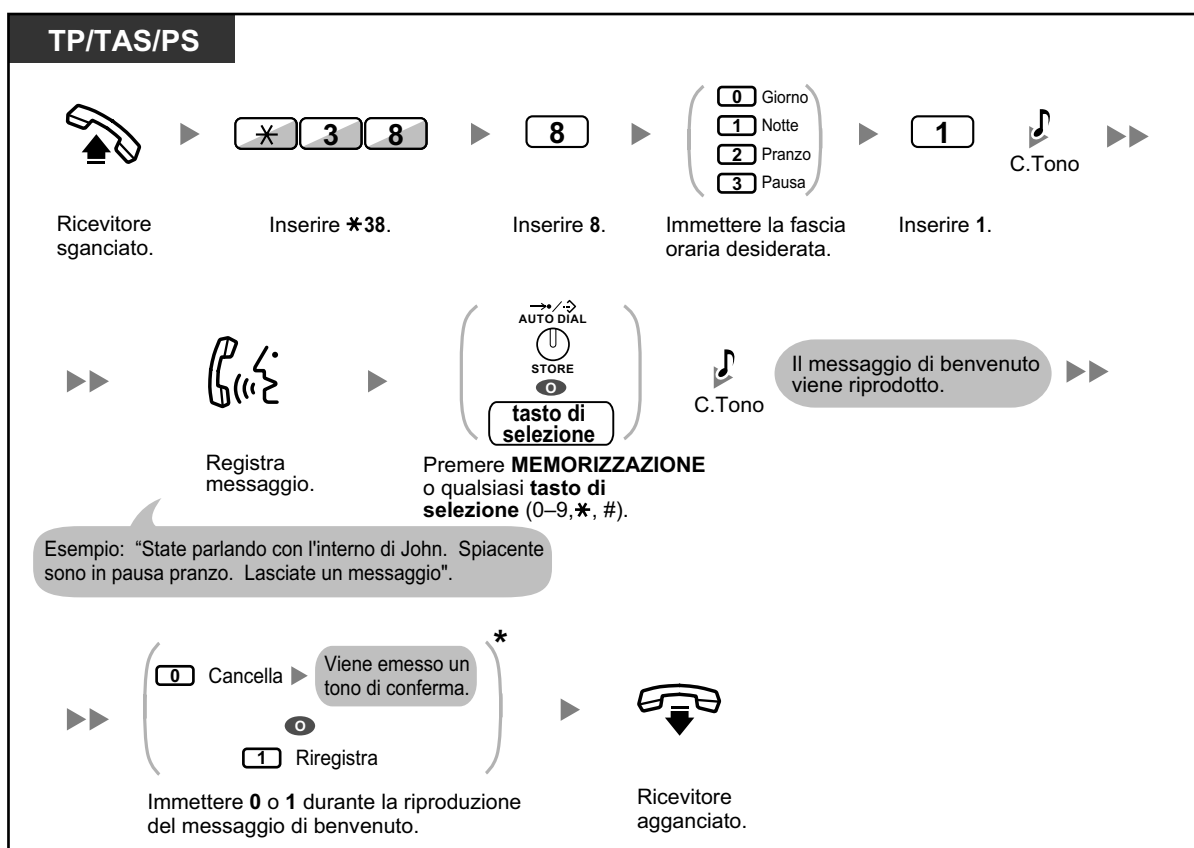 TP/TAS/PS
0 Giorno
1 Notte
2 Pranzo
3 Pausa
* 3 8
8
1
C.Tono
Ricevitore
sganciato.
Inserire *38.
Inserire 8.
Immettere la fascia
oraria desiderata.
Inserire 1.
AUTO DIAL
STORE
O
tasto di
selezione
C.Tono
Il messaggio di benvenuto
viene riprodotto.
Registra
messaggio.
Premere MEMORIZZAZIONE
o qualsiasi tasto di
selezione (0–9,*, #).
Esempio: “State parlando con l'interno di John. Spiacente
sono in pausa pranzo. Lasciate un messaggio".
*
0 Cancella
Viene emesso un
tono di conferma.
O
1 Riregistra
Immettere 0 o 1 durante la riproduzione
del messaggio di benvenuto.
Ricevitore
agganciato.